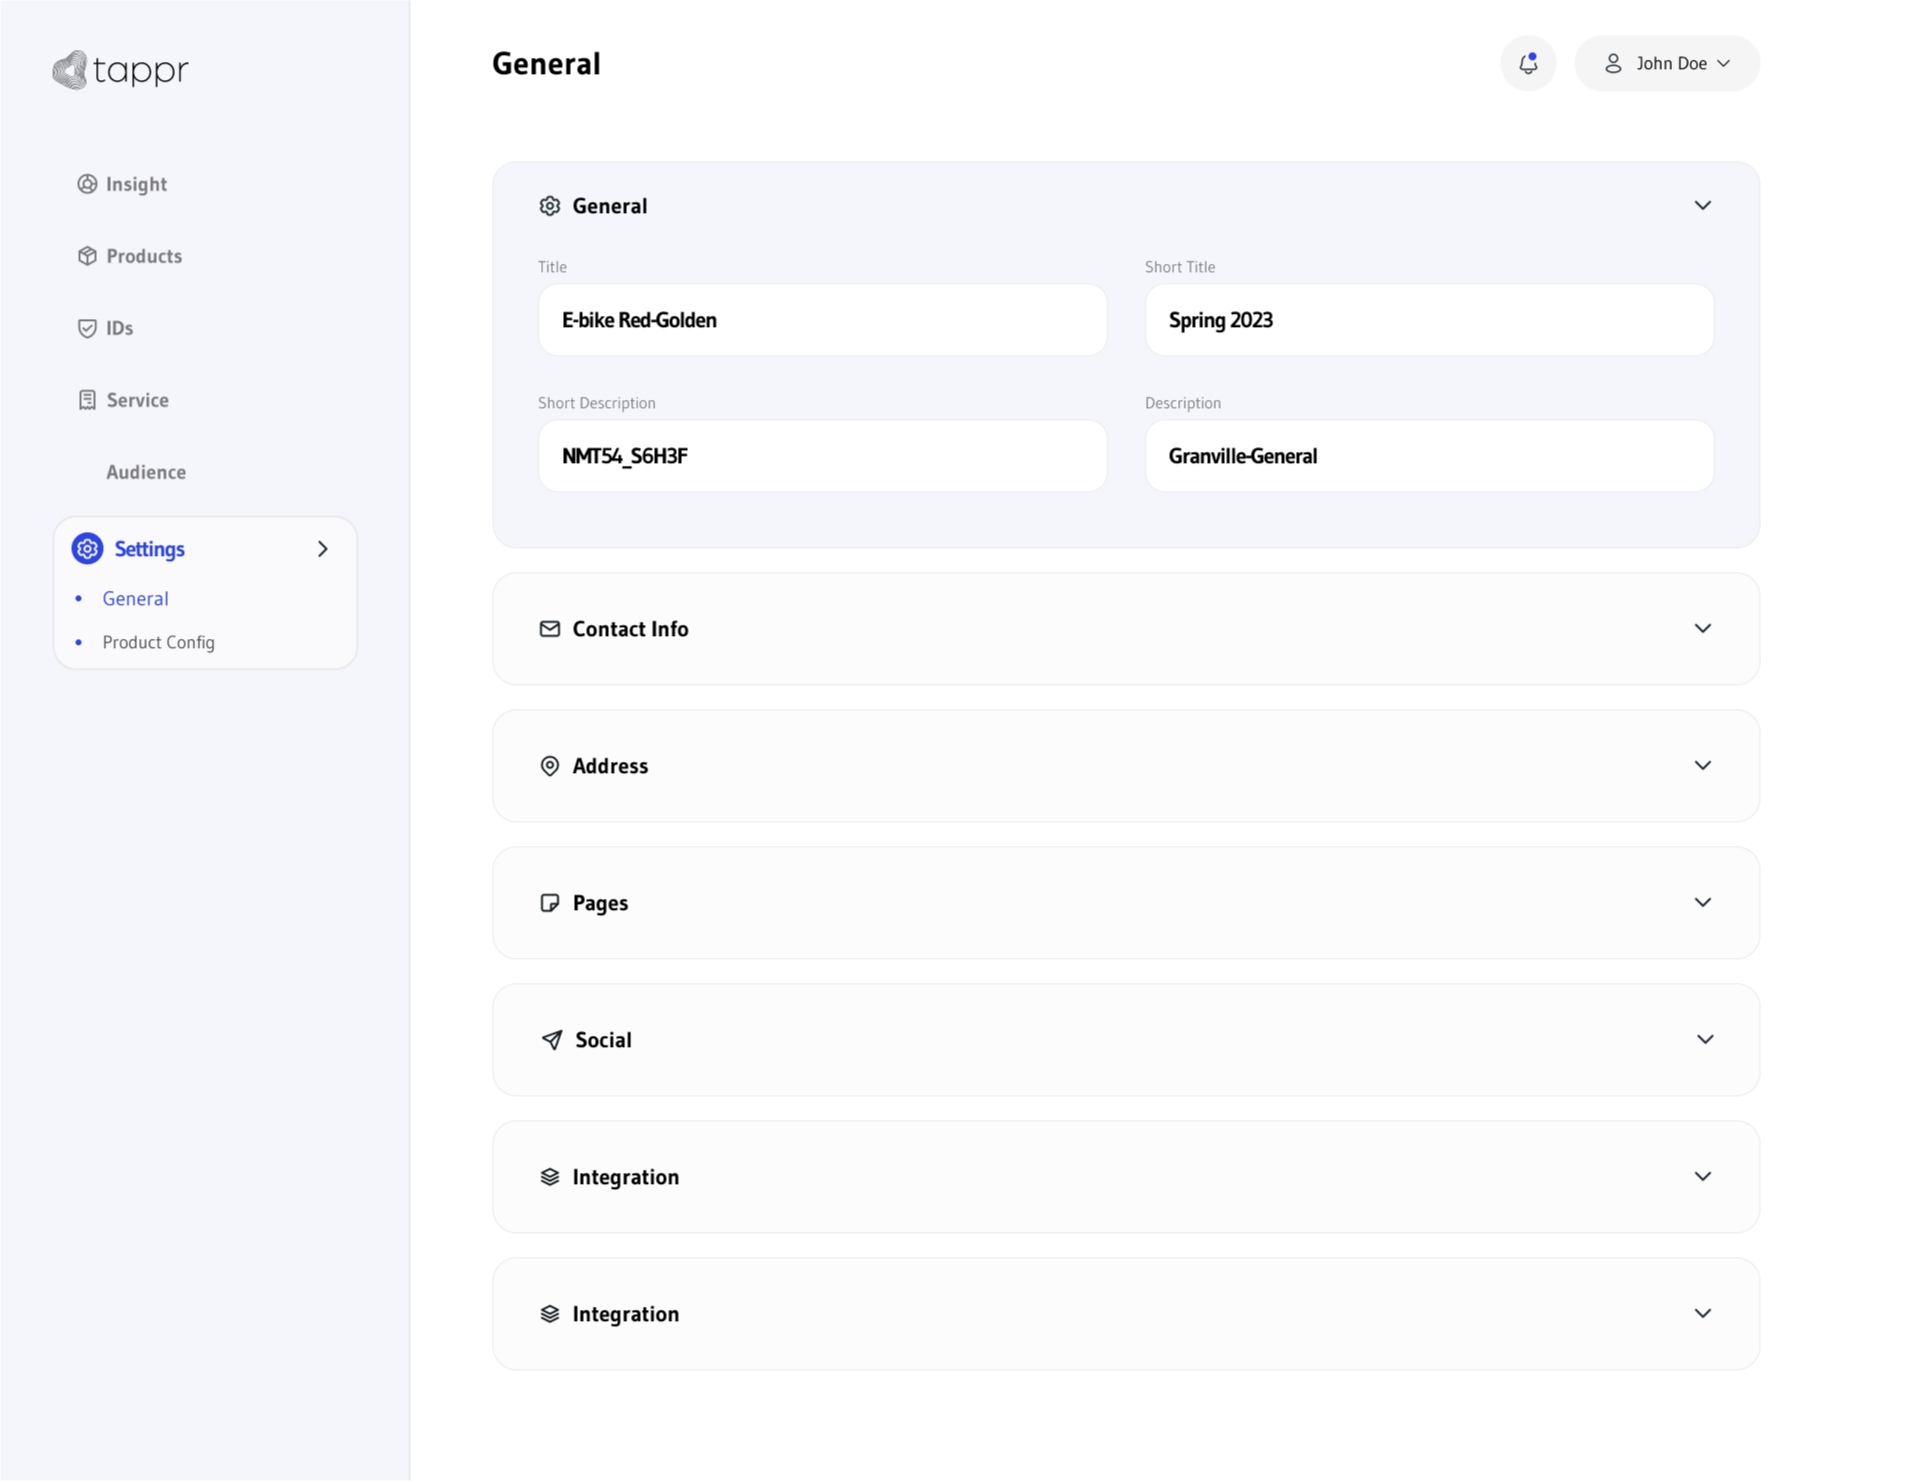 tappr
Insight
Products
IDs
Service
Audience
Settings
General
Product Config
General
John Doe
General
Title
Short Title
E-bike Red-Golden
Spring 2023
Short Description
Description
NMT54_S6H3F
Granville-General
Contact Info
Address
Pages
Social
Integration
Integration